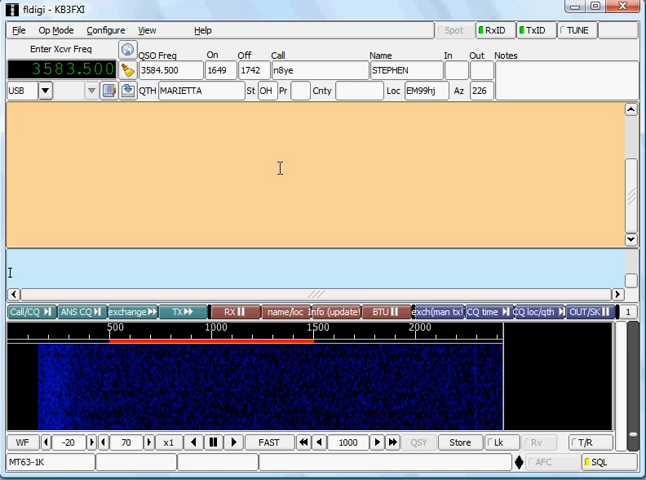 fldigi - KB3FXI
File Op Mode Configure View Help Spot RxID TxID TUNE
Enter Xcvr Freq QSO Freq On Off Call Name In Out Notes
3583.500 3584.500 1649 1742 n8ye STEPHEN
USB QTH MARIETTA St OH Pr Cnty Loc EM99hj Az 226
Call/CQ ANS CQ exchange TX RX name/loc Info (update) BTU exch(man tx) CQ time CQ loc/qth OUT/SK 1
500 1000 1500 2000
WF -20 70 x1 FAST 1000 QSY Store Lk Rv T/R
MT63-1K AFC SQL